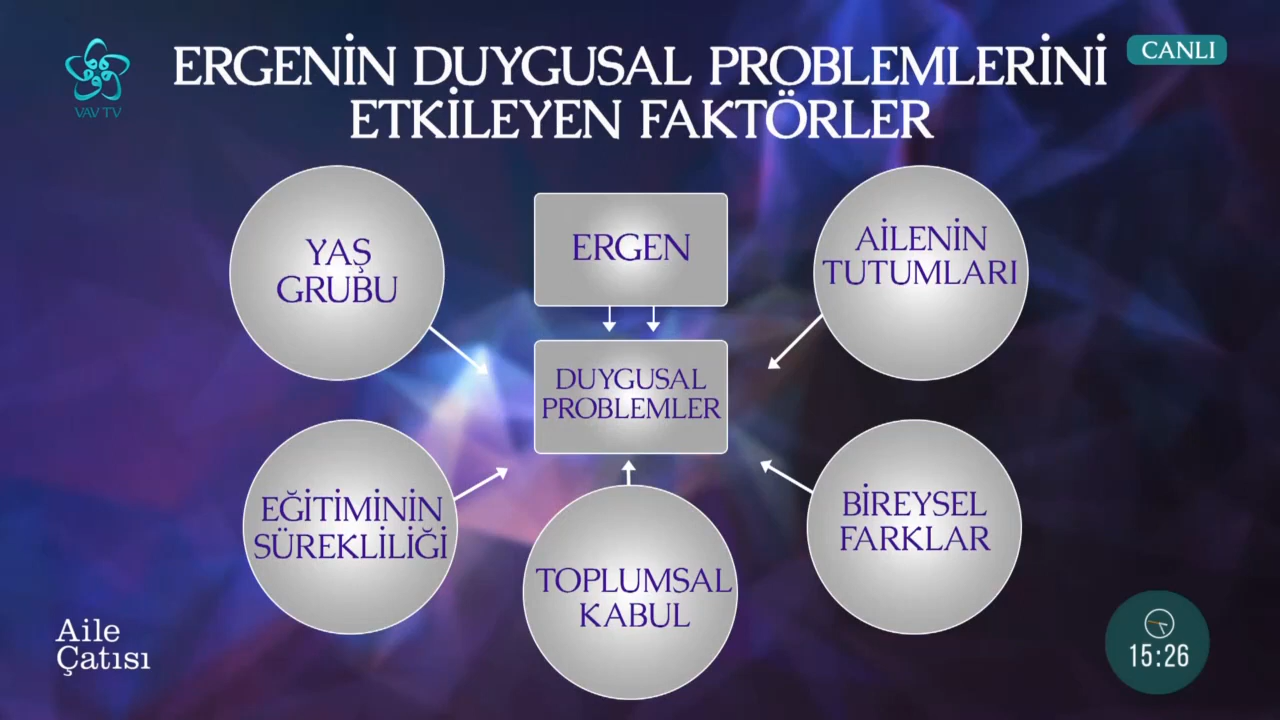 VAV TV
ERGENİN DUYGUSAL PROBLEMLERİNİ
ETKİLEYEN FAKTÖRLER
CANLI
YAŞ
GRUBU
ERGEN
AİLENİN
TUTUMLARI
DUYGUSAL
PROBLEMLER
EĞİTİMİNİN
SÜREKLİLİĞİ
TOPLUMSAL
KABUL
BİREYSEL
FARKLAR
Aile
Çatısı
15:26